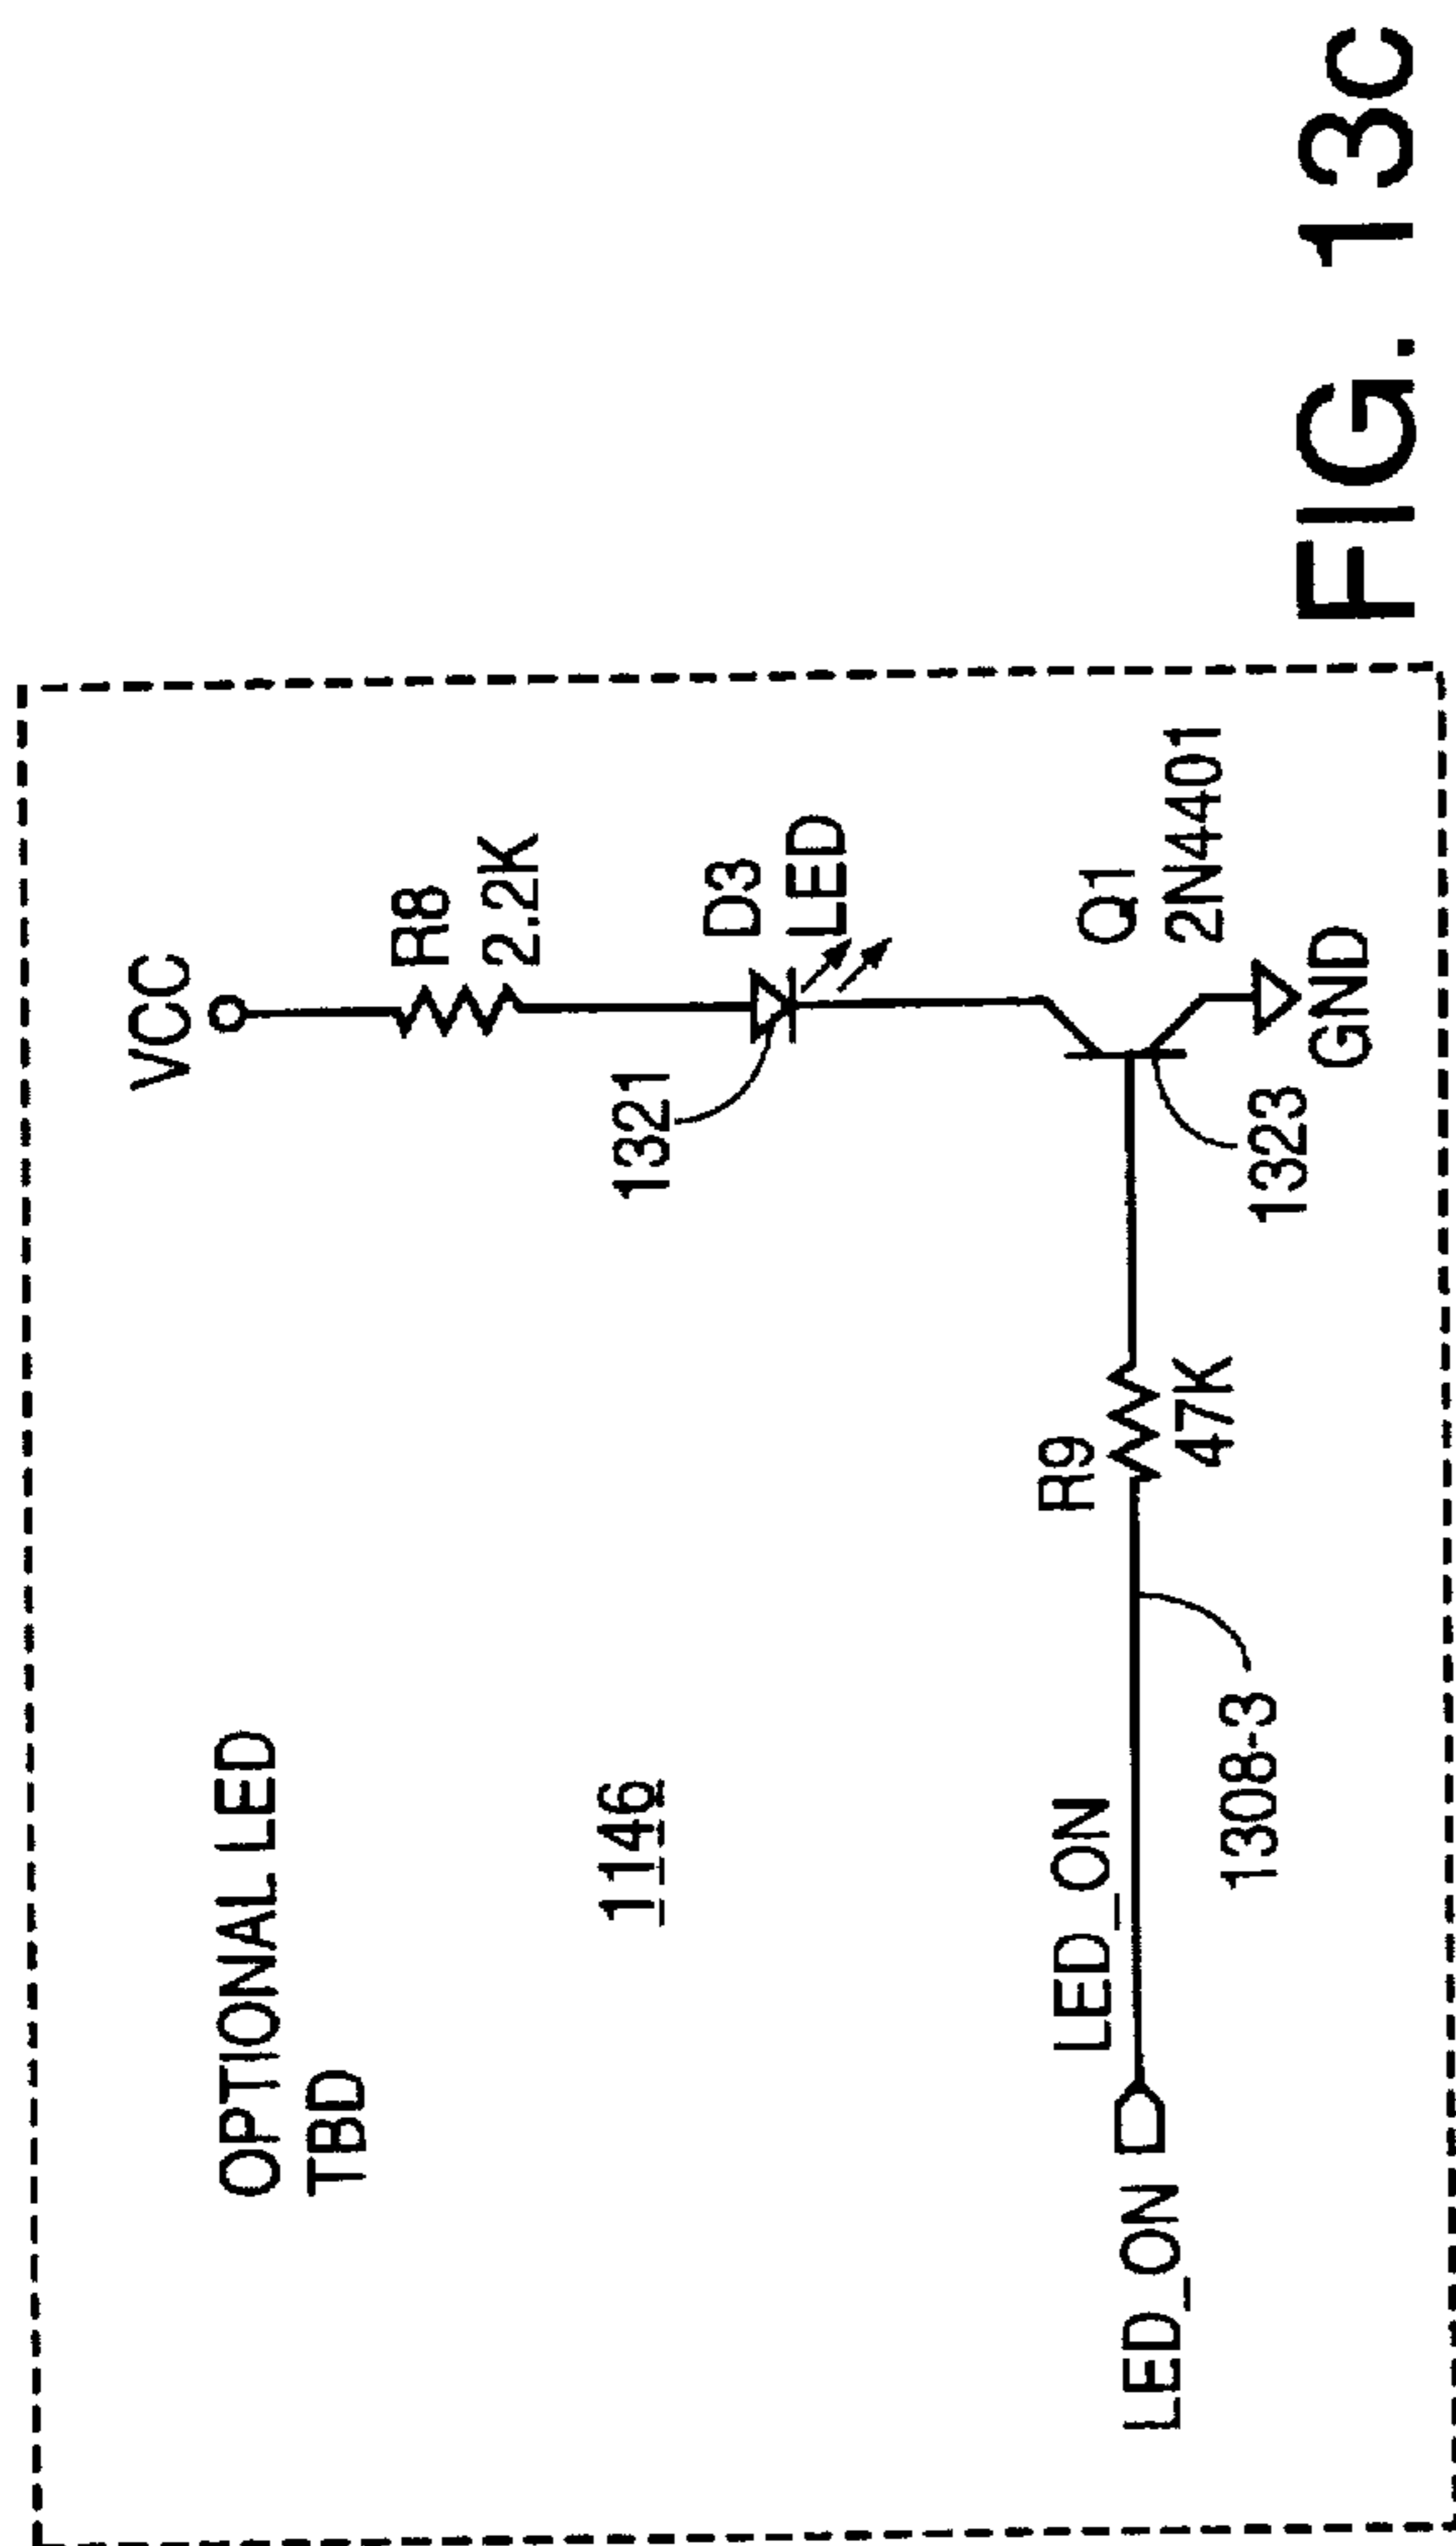 OPTIONAL LED
TBD
VCC
R8
2.2K
1146
1321
D3
LED
LED_ON
LED_ON
R9
47K
1308-3
Q1
2N4401
1323
GND
FIG. 13C